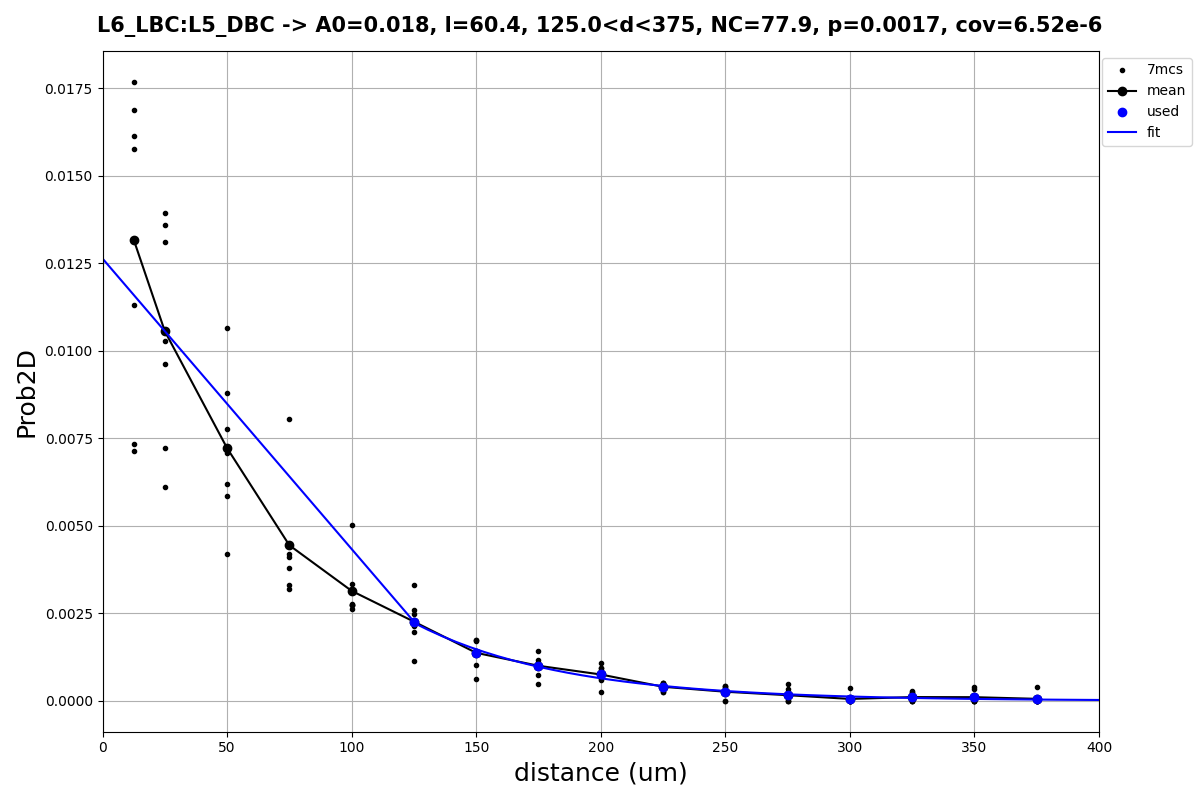 L6_LBC:L5_DBC -> A0=0.018, l=60.4, 125.0<d<375, NC=77.9, p=0.0017, cov=6.52e-6
7mcs
mean
used
fit
Prob2D
0.0175
0.0150
0.0125
0.0100
0.0075
0.0050
0.0025
0.0000
0 50 100 150 200 250 300 350 400
distance (um)